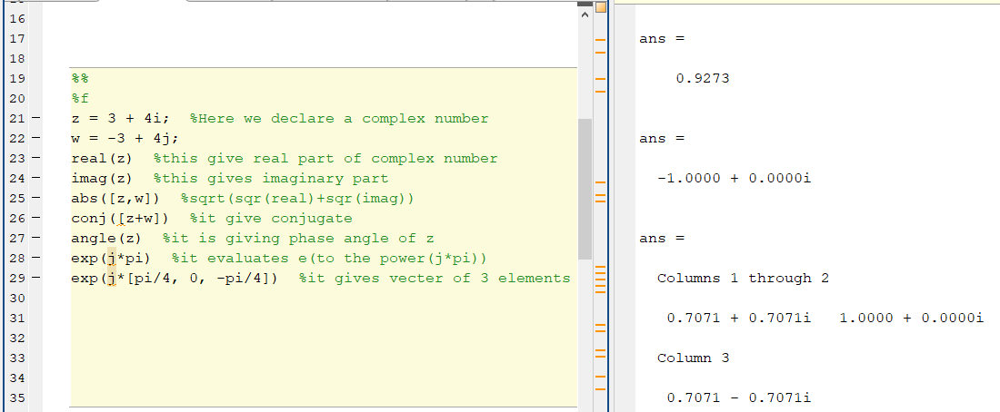 16
17
18
19 %%
20 %f
21 – z = 3 + 4i;  %Here we declare a complex number
22 – w = -3 + 4j;
23 – real(z)  %this give real part of complex number
24 – imag(z)  %this gives imaginary part
25 – abs([z,w])  %sqrt(sqr(real)+sqr(imag))
26 – conj([z+w])  %it give conjugate
27 – angle(z)  %it is giving phase angle of z
28 – exp(j*pi)  %it evaluates e(to the power(j*pi))
29 – exp(j*[pi/4, 0, -pi/4])  %it gives vecter of 3 elements
30
31
32
33
34
35
ans =
0.9273
ans =
-1.0000 + 0.0000i
ans =
Columns 1 through 2
0.7071 + 0.7071i   1.0000 + 0.0000i
Column 3
0.7071 - 0.7071i